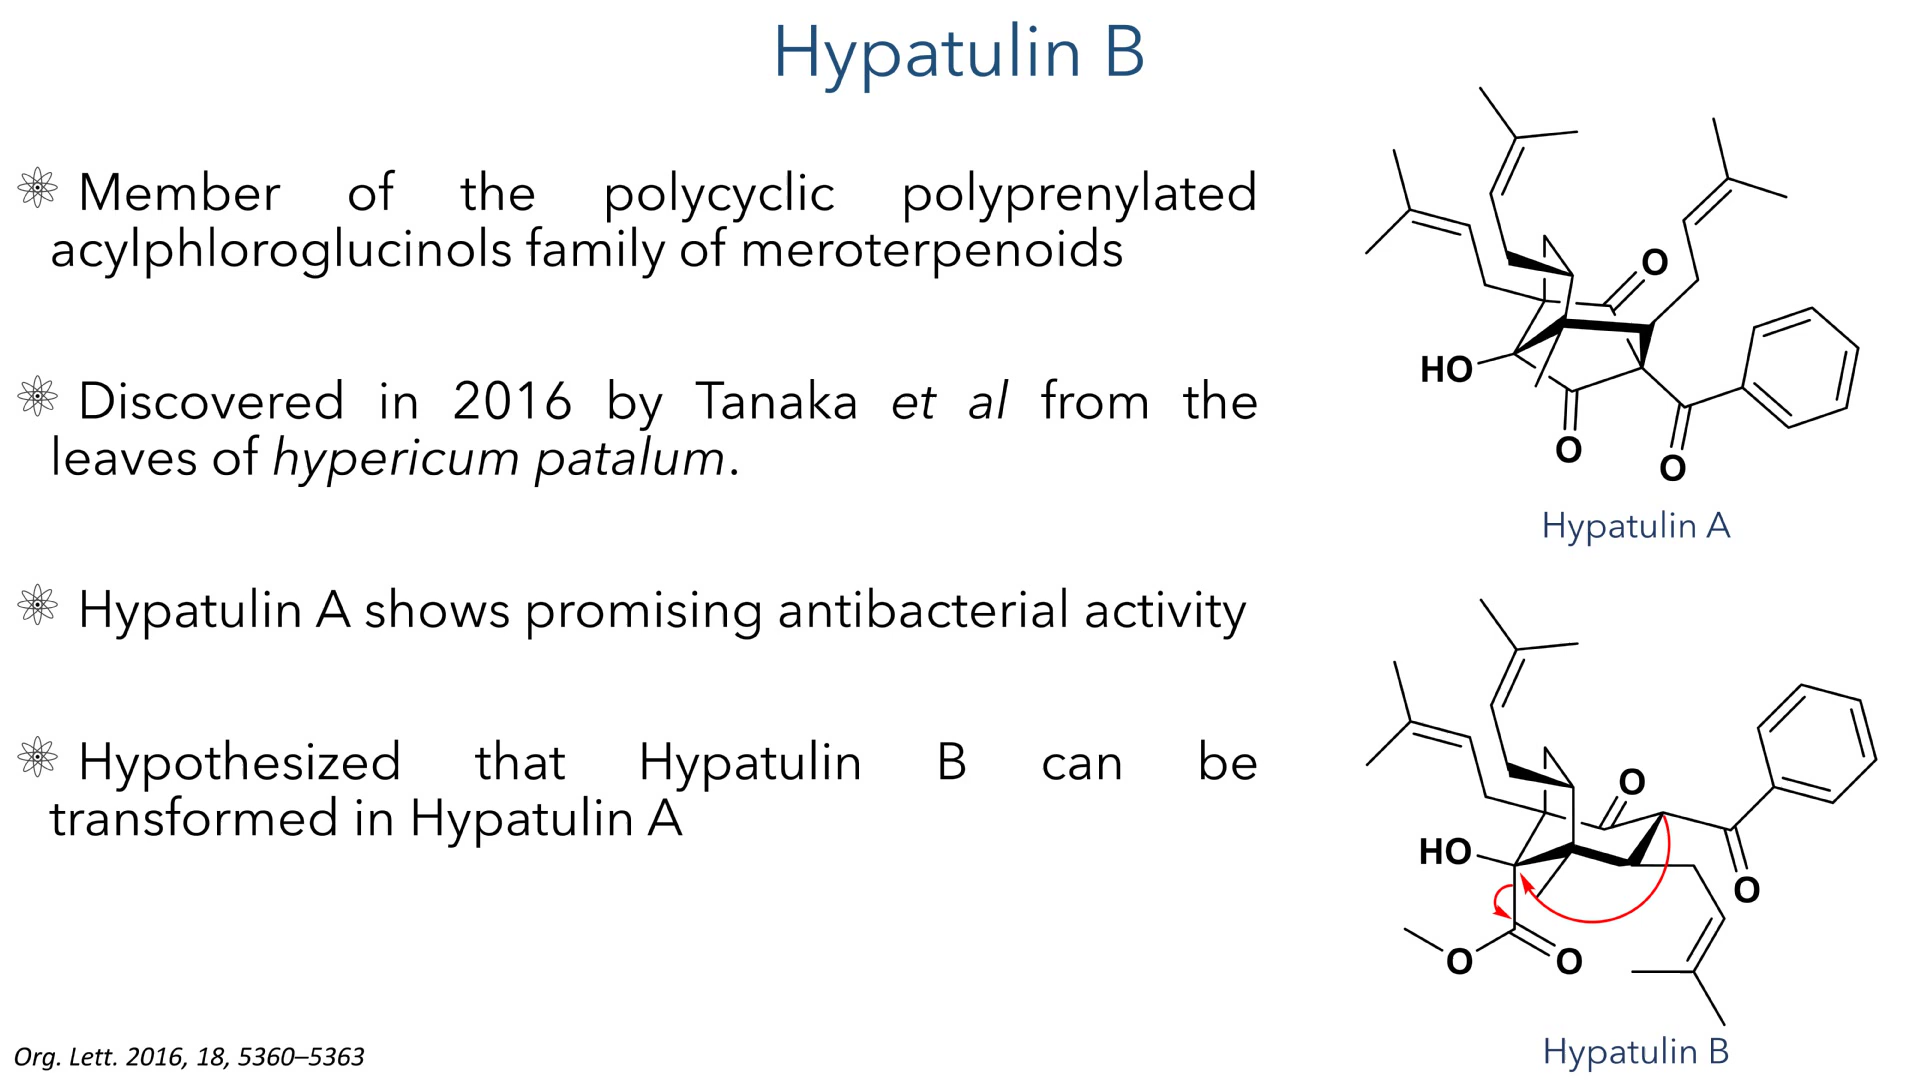 Hypatulin B
Member of the polycyclic polyprenylated
acylphloroglucinols family of meroterpenoids
Discovered in 2016 by Tanaka et al from the
leaves of hypericum patalum.
Hypatulin A shows promising antibacterial activity
Hypothesized that Hypatulin B can be
transformed in Hypatulin A
Org. Lett. 2016, 18, 5360–5363
O
HO
O
O
Hypatulin A
O
HO
O
O
O
Hypatulin B